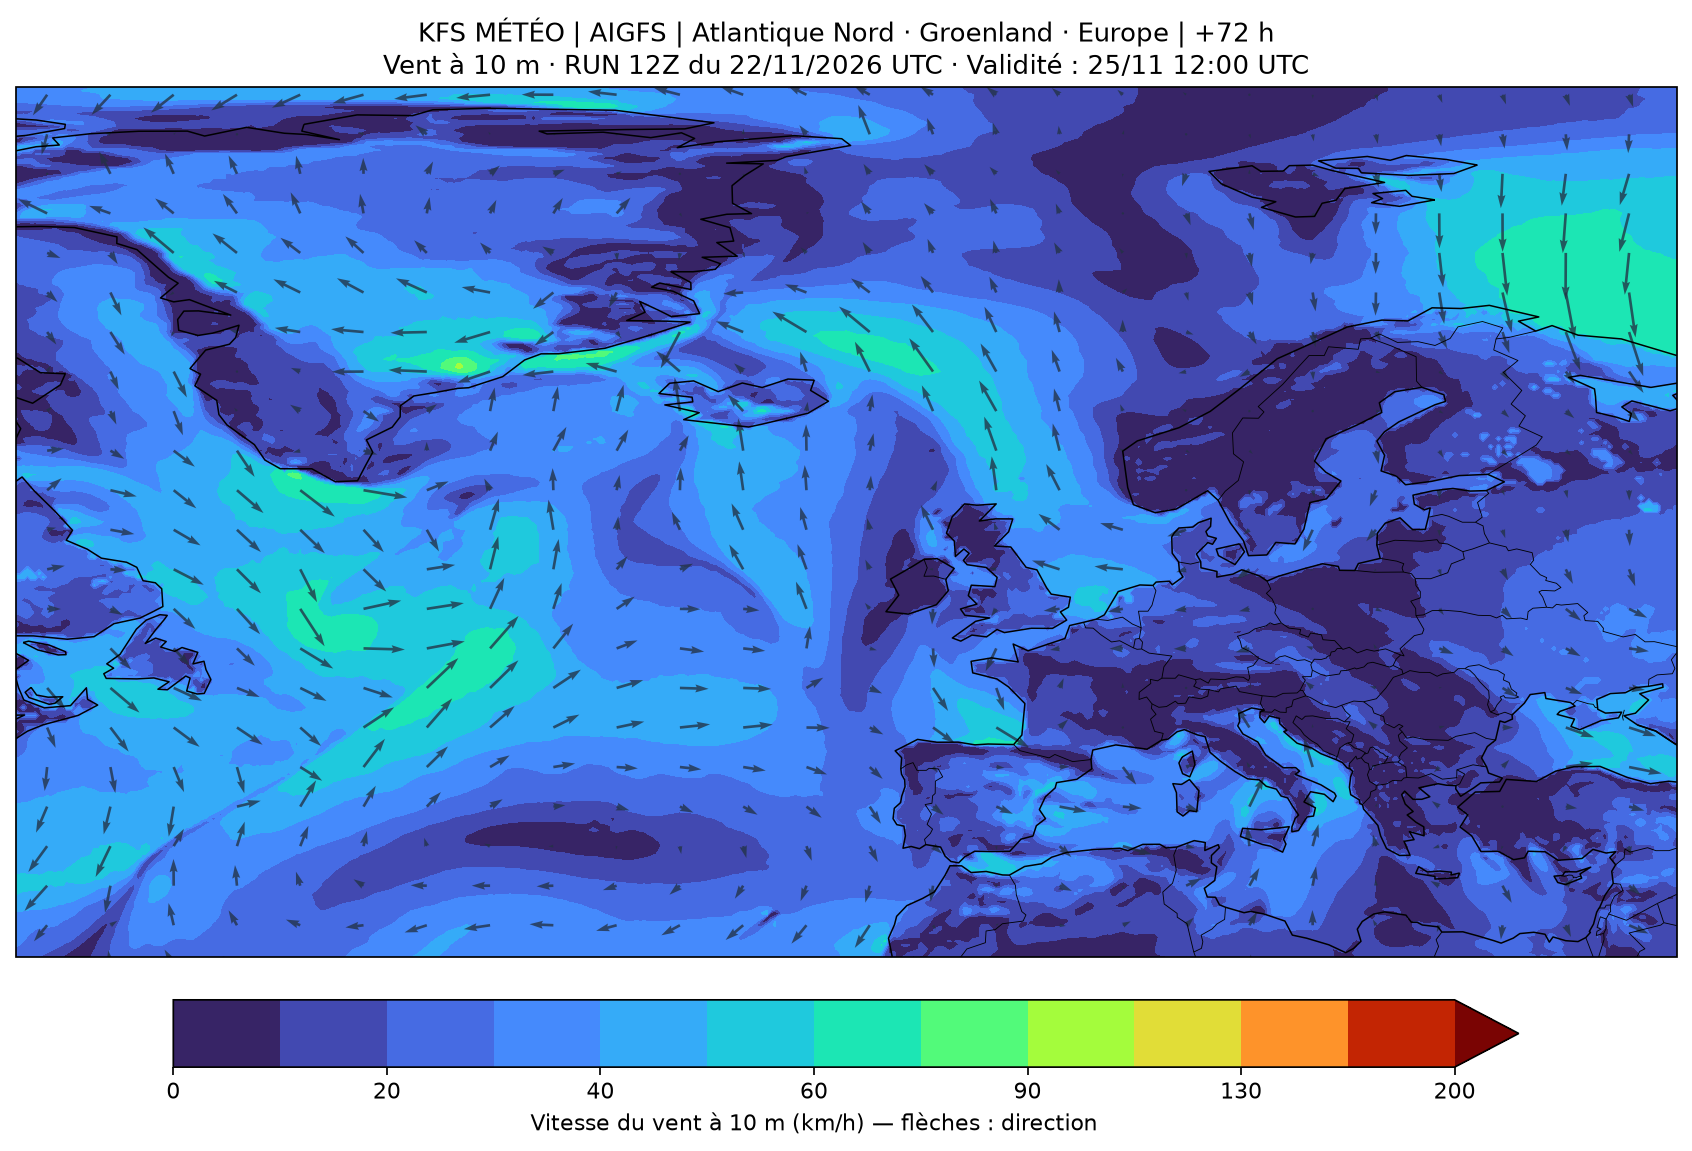 KFS MÉTÉO | AIGFS | Atlantique Nord · Groenland · Europe | +72 h
Vent à 10 m · RUN 12Z du 22/11/2026 UTC · Validité : 25/11 12:00 UTC
0 20 40 60 90 130 200
Vitesse du vent à 10 m (km/h) — flèches : direction